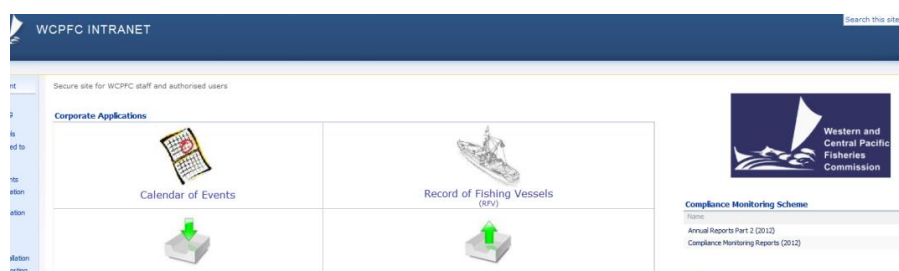 WCPFC INTRANET
Search this site
Secure site for WCPFC staff and authorised users
Corporate Applications
Calendar of Events
Record of Fishing Vessels
(RFV)
Western and
Central Pacific
Fisheries
Commission
Compliance Monitoring Scheme
Name
Annual Reports Part 2 (2012)
Compliance Monitoring Reports (2012)